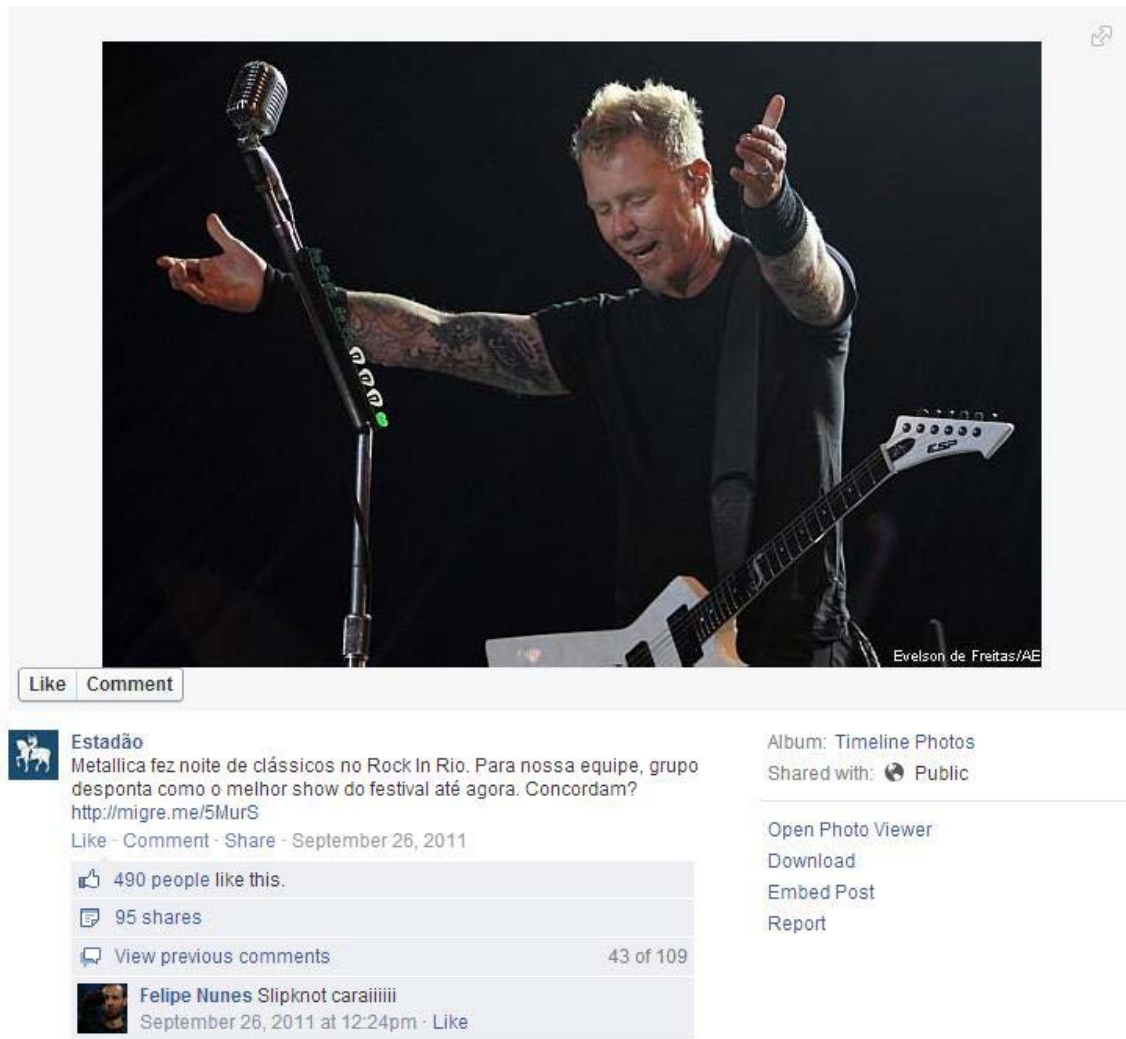 ESP
Evelson de Freitas/AE
Like Comment
Estadão
Metallica fez noite de clássicos no Rock In Rio. Para nossa equipe, grupo
desponta como o melhor show do festival até agora. Concordam?
http://migre.me/5MurS
Like · Comment · Share · September 26, 2011
490 people like this.
95 shares
View previous comments 43 of 109
Felipe Nunes Slipknot caraiiiiii
September 26, 2011 at 12:24pm · Like
Album: Timeline Photos
Shared with: Public
Open Photo Viewer
Download
Embed Post
Report